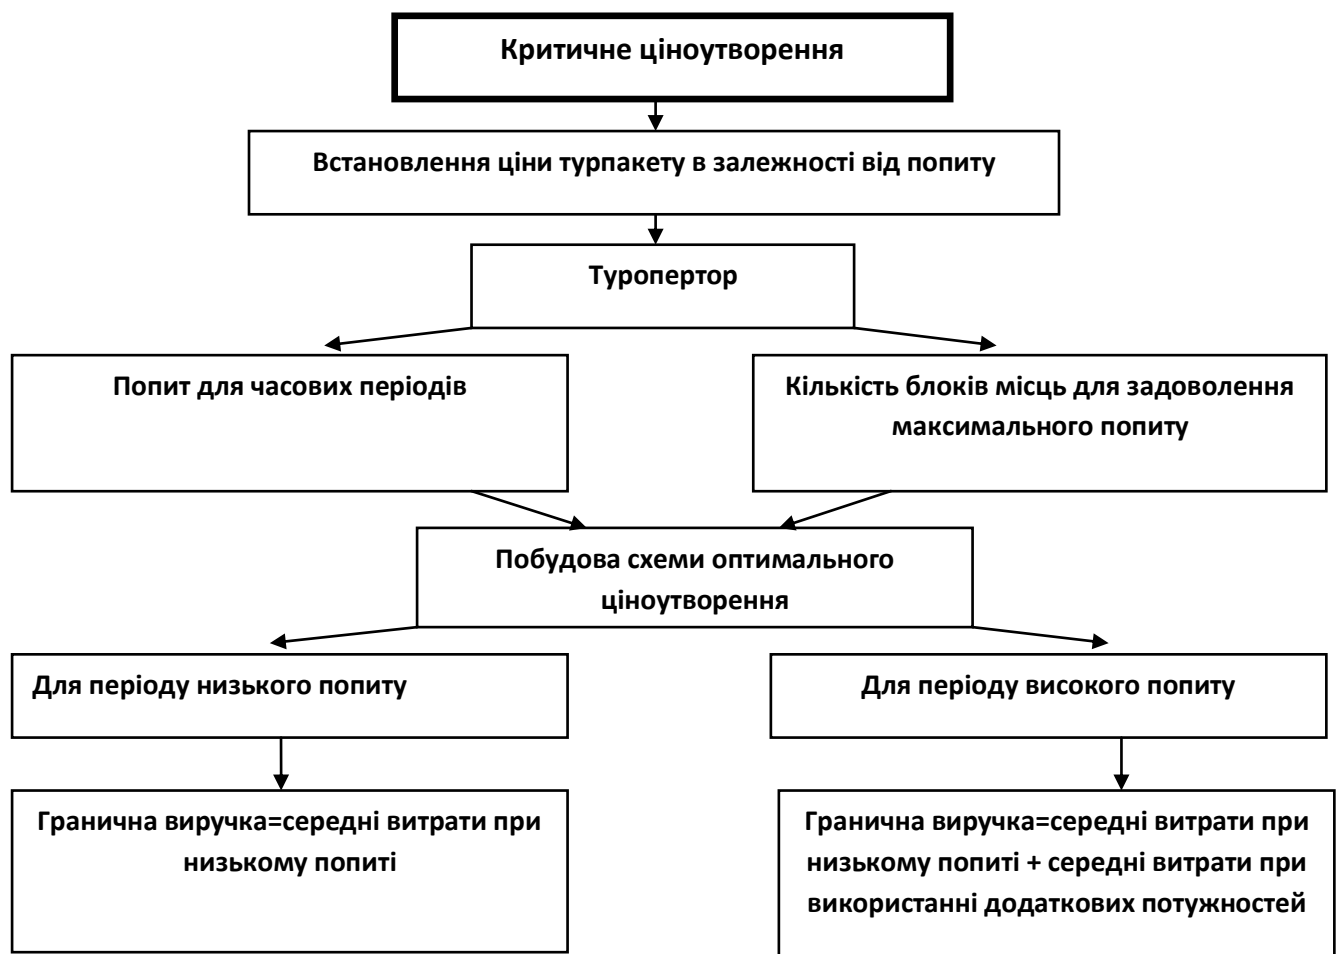 Критичне ціноутворення
Встановлення ціни турпакету в залежності від попиту
Туропертор
Попит для часових періодів
Кількість блоків місць для задоволення
максимального попиту
Побудова схеми оптимального
ціноутворення
Для періоду низького попиту
Для періоду високого попиту
Гранична виручка=середні витрати при
низькому попиті
Гранична виручка=середні витрати при
низькому попиті + середні витрати при
використанні додаткових потужностей